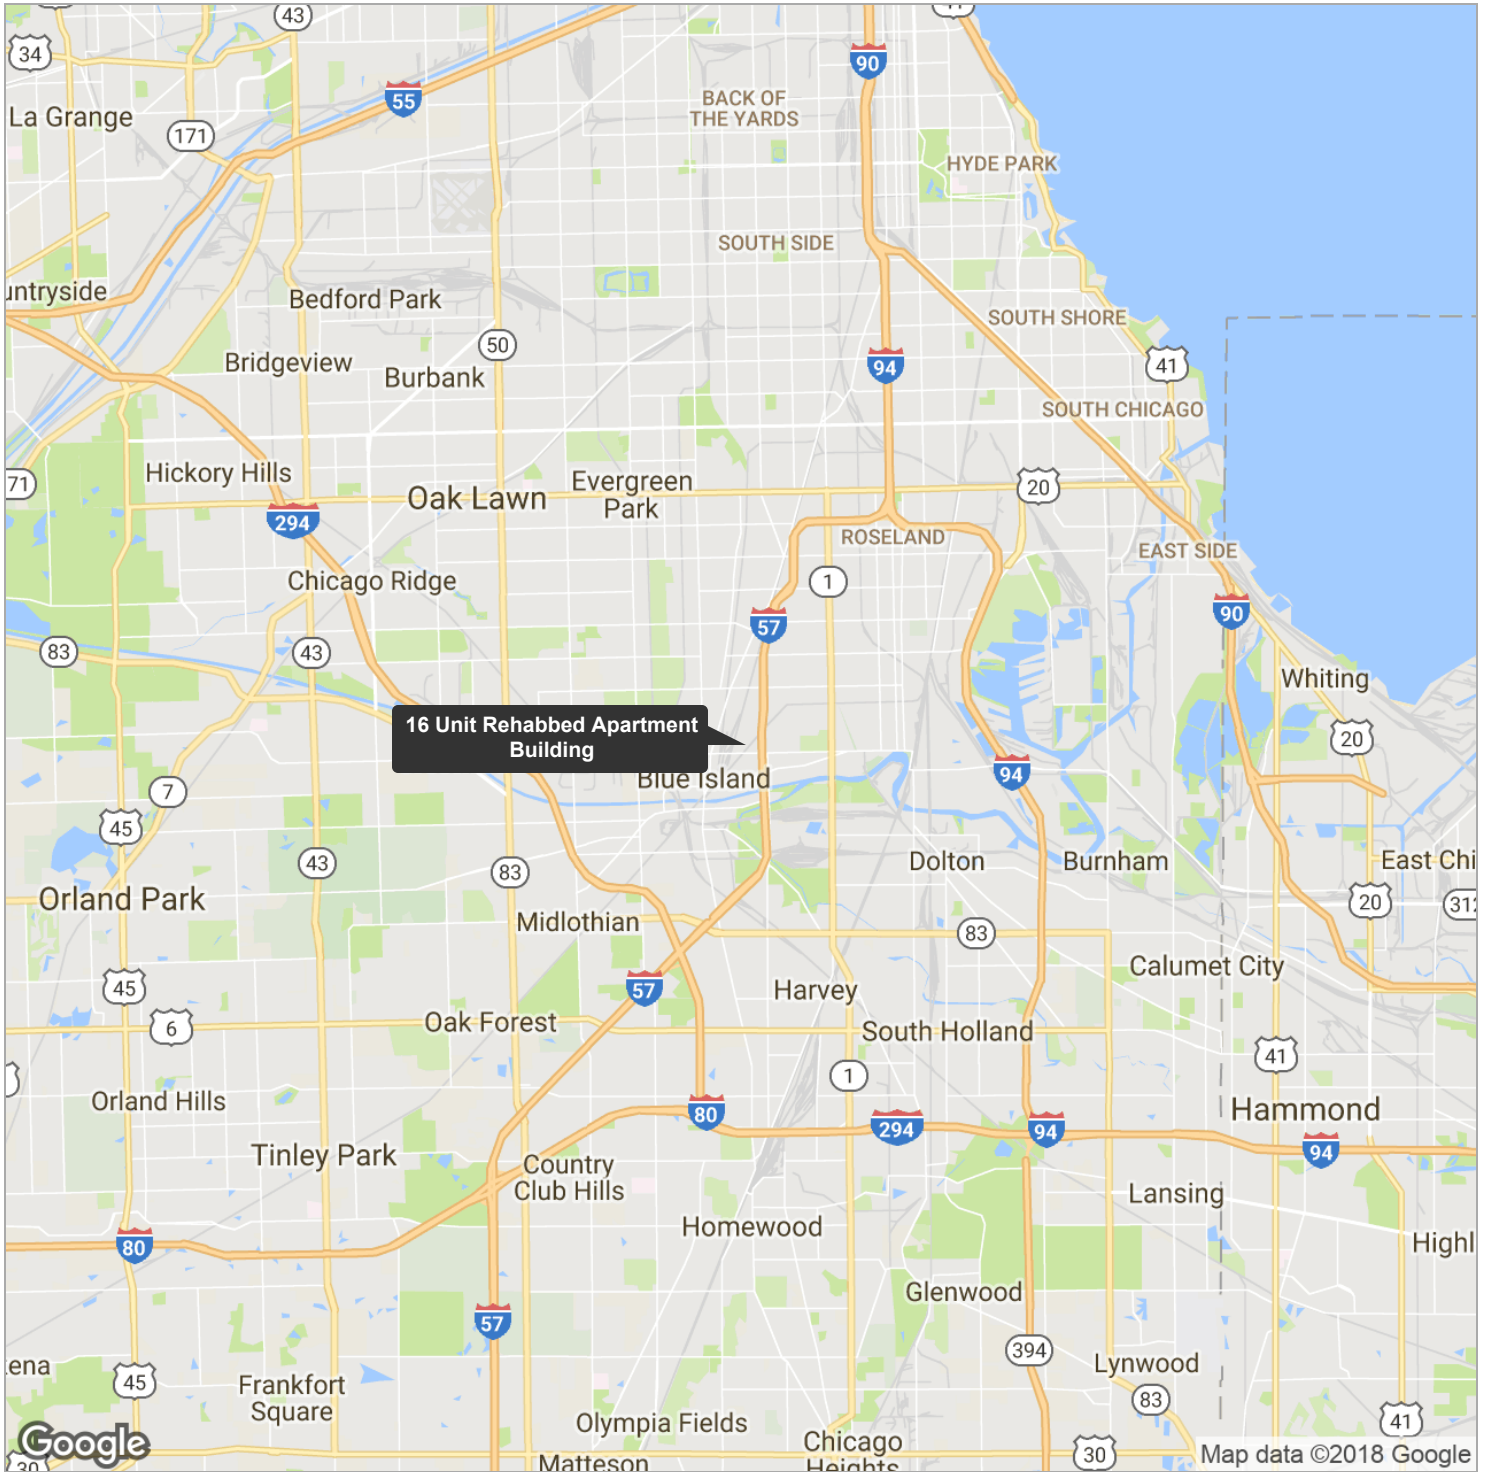 41
43
90
34
55
BACK OF
THE YARDS
La Grange
171
HYDE PARK
SOUTH SIDE
untryside
Bedford Park
SOUTH SHORE
50
Bridgeview
Burbank
94
41
SOUTH CHICAGO
Hickory Hills
71
Evergreen
Park
Oak Lawn
20
294
ROSELAND
EAST SIDE
Chicago Ridge
1
90
57
83
43
Whiting
16 Unit Rehabbed Apartment
Building
20
Blue Island
94
7
45
43
83
Dolton
Burnham
East Chi
Orland Park
20
312
Midlothian
83
Calumet City
45
57
Harvey
6
Oak Forest
South Holland
41
1
Orland Hills
80
Hammond
294
94
94
Tinley Park
Country
Club Hills
Lansing
Homewood
80
Highl
Glenwood
57
394
ena
Lynwood
45
Frankfort
Square
83
Olympia Fields
41
Google
Chicago
Heights
30
Map data ©2018 Google
Matteson
30